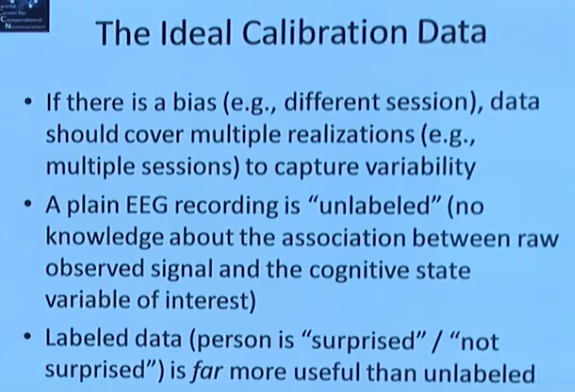 The Ideal Calibration Data
• If there is a bias (e.g., different session), data
should cover multiple realizations (e.g.,
multiple sessions) to capture variability
• A plain EEG recording is “unlabeled” (no
knowledge about the association between raw
observed signal and the cognitive state
variable of interest)
• Labeled data (person is “surprised” / “not
surprised”) is far more useful than unlabeled